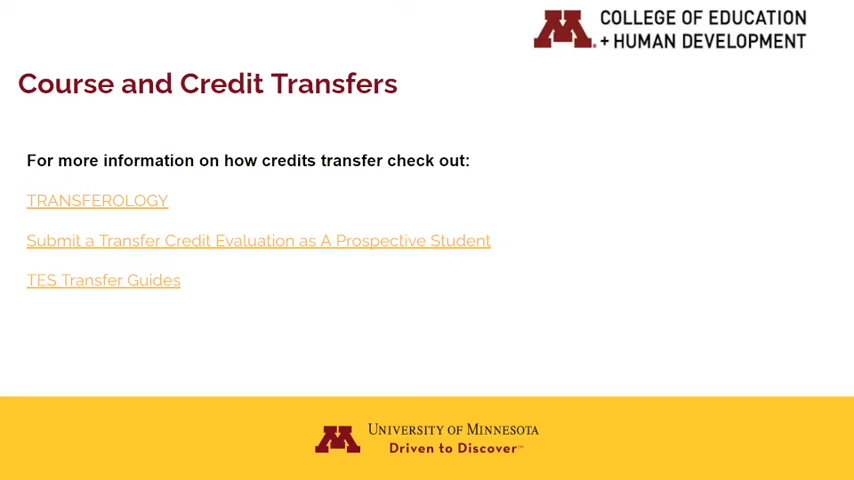 COLLEGE OF EDUCATION
+ HUMAN DEVELOPMENT
Course and Credit Transfers
For more information on how credits transfer check out:
TRANSFEROLOGY
Submit a Transfer Credit Evaluation as A Prospective Student
TES Transfer Guides
UNIVERSITY OF MINNESOTA
Driven to Discover℠